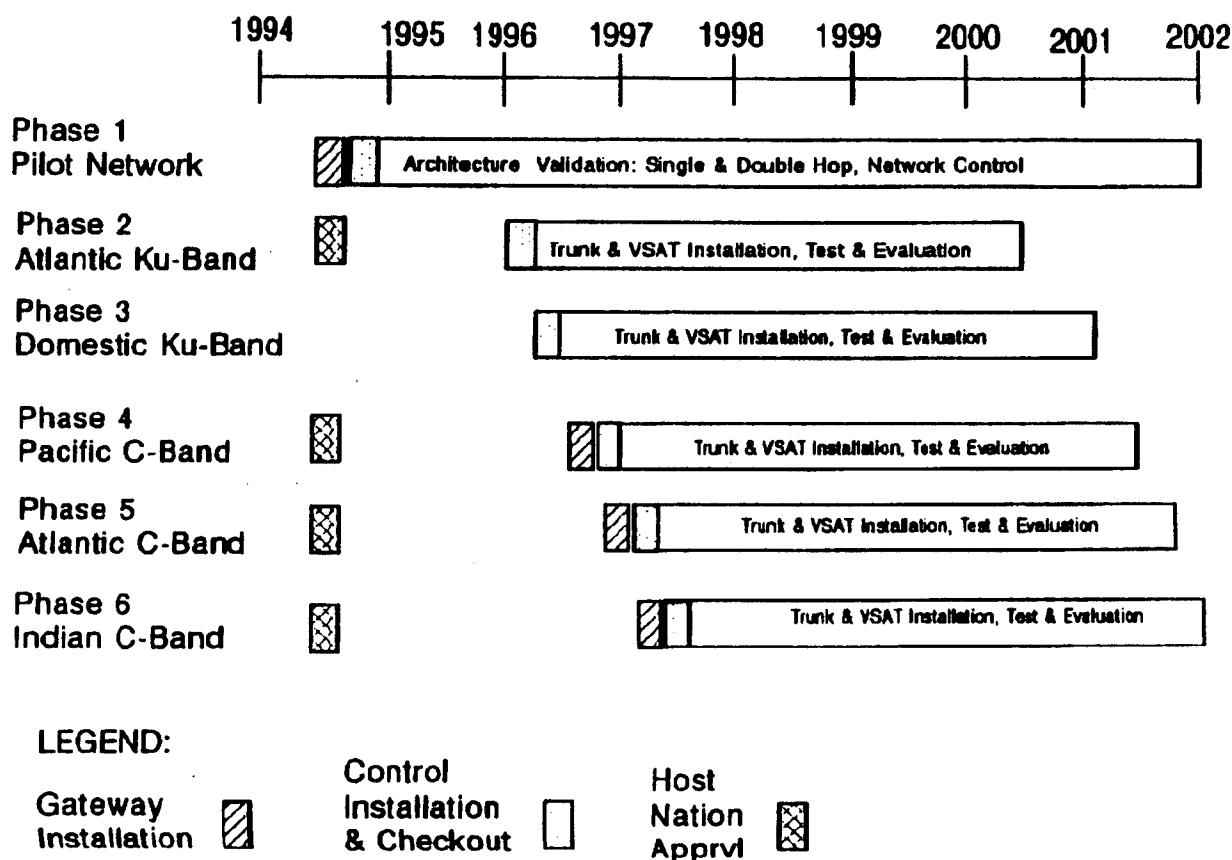 1994 1995 1996 1997 1998 1999 2000 2001 2002
Phase 1
Pilot Network
Architecture Validation: Single & Double Hop, Network Control
Phase 2
Atlantic Ku-Band
Trunk & VSAT Installation, Test & Evaluation
Phase 3
Domestic Ku-Band
Trunk & VSAT Installation, Test & Evaluation
Phase 4
Pacific C-Band
Trunk & VSAT Installation, Test & Evaluation
Phase 5
Atlantic C-Band
Trunk & VSAT Installation, Test & Evaluation
Phase 6
Indian C-Band
Trunk & VSAT Installation, Test & Evaluation
LEGEND:
Gateway
Installation
Control
Installation
& Checkout
Host
Nation
Apprvl